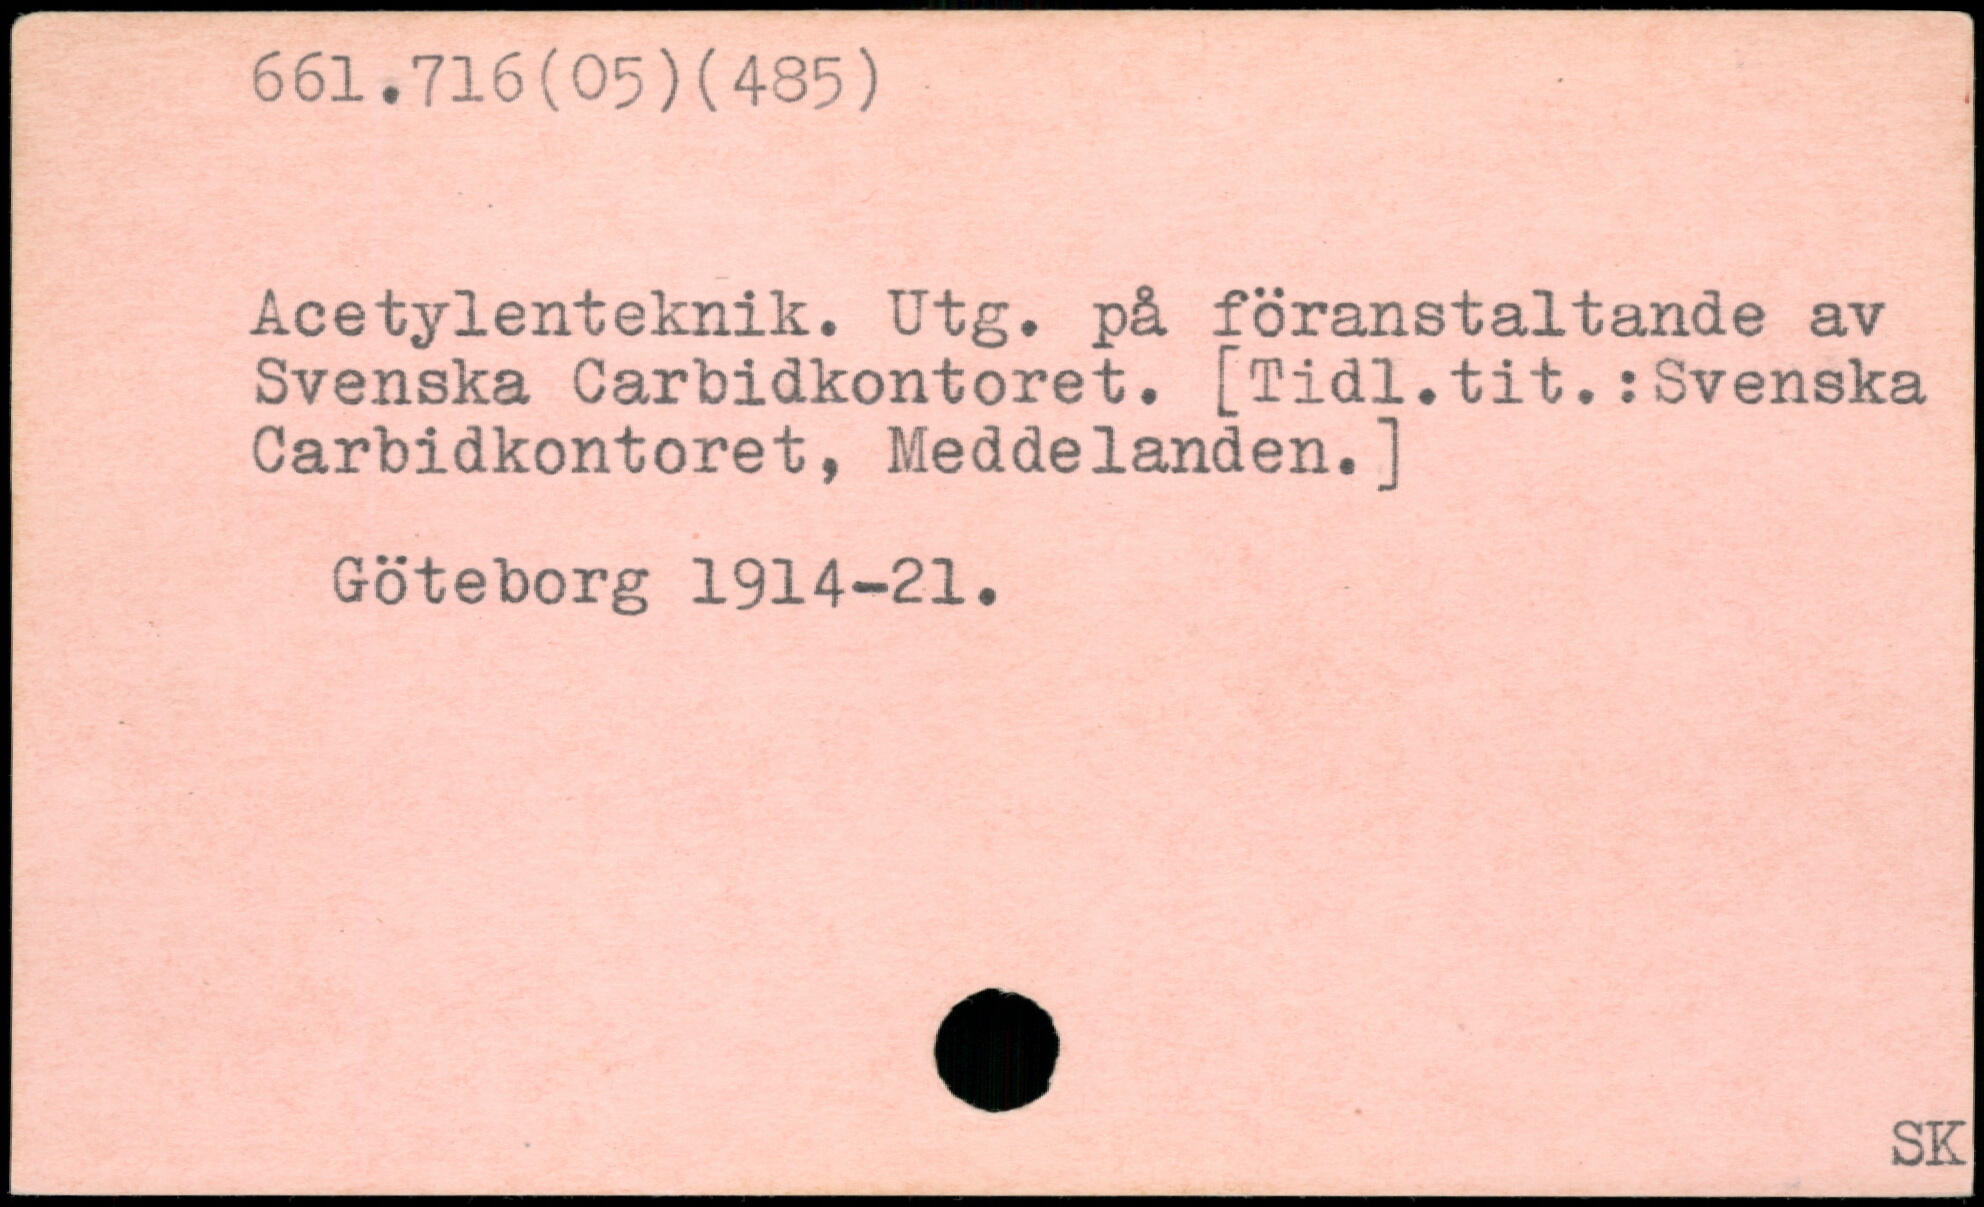 661.716(05)(485)
Acetylenteknik. Utg. på föranstaltande av
Svenska Carbidkontoret. [Tidl.tit.:Svenska
Carbidkontoret, Meddelanden.]
Göteborg 1914-21.
SK